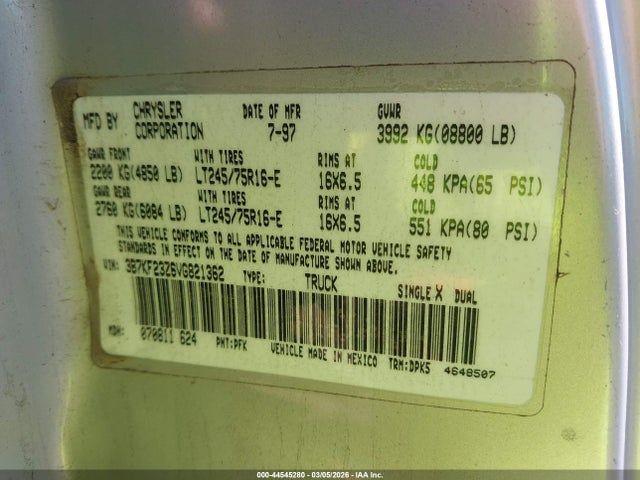 MFD BY CHRYSLER CORPORATION DATE OF MFR 7-97 GVWR 3992 KG(08800 LB)
GAWR FRONT WITH TIRES RIMS AT COLD
2200 KG(4850 LB) LT245/75R16-E 16X6.5 448 KPA(65 PSI)
GAWR REAR WITH TIRES RIMS AT COLD
2760 KG(6084 LB) LT245/75R16-E 16X6.5 551 KPA(80 PSI)
THIS VEHICLE CONFORMS TO ALL APPLICABLE FEDERAL MOTOR VEHICLE SAFETY
STANDARDS IN EFFECT ON THE DATE OF MANUFACTURE SHOWN ABOVE.
VIN: 3B7KF23Z6VG821362 TYPE: TRUCK SINGLE X DUAL
MDH: 070811 624 PNT:PFK VEHICLE MADE IN MEXICO TRM:DPK5 4648507
000-44545280 - 03/05/2026 - IAA Inc.